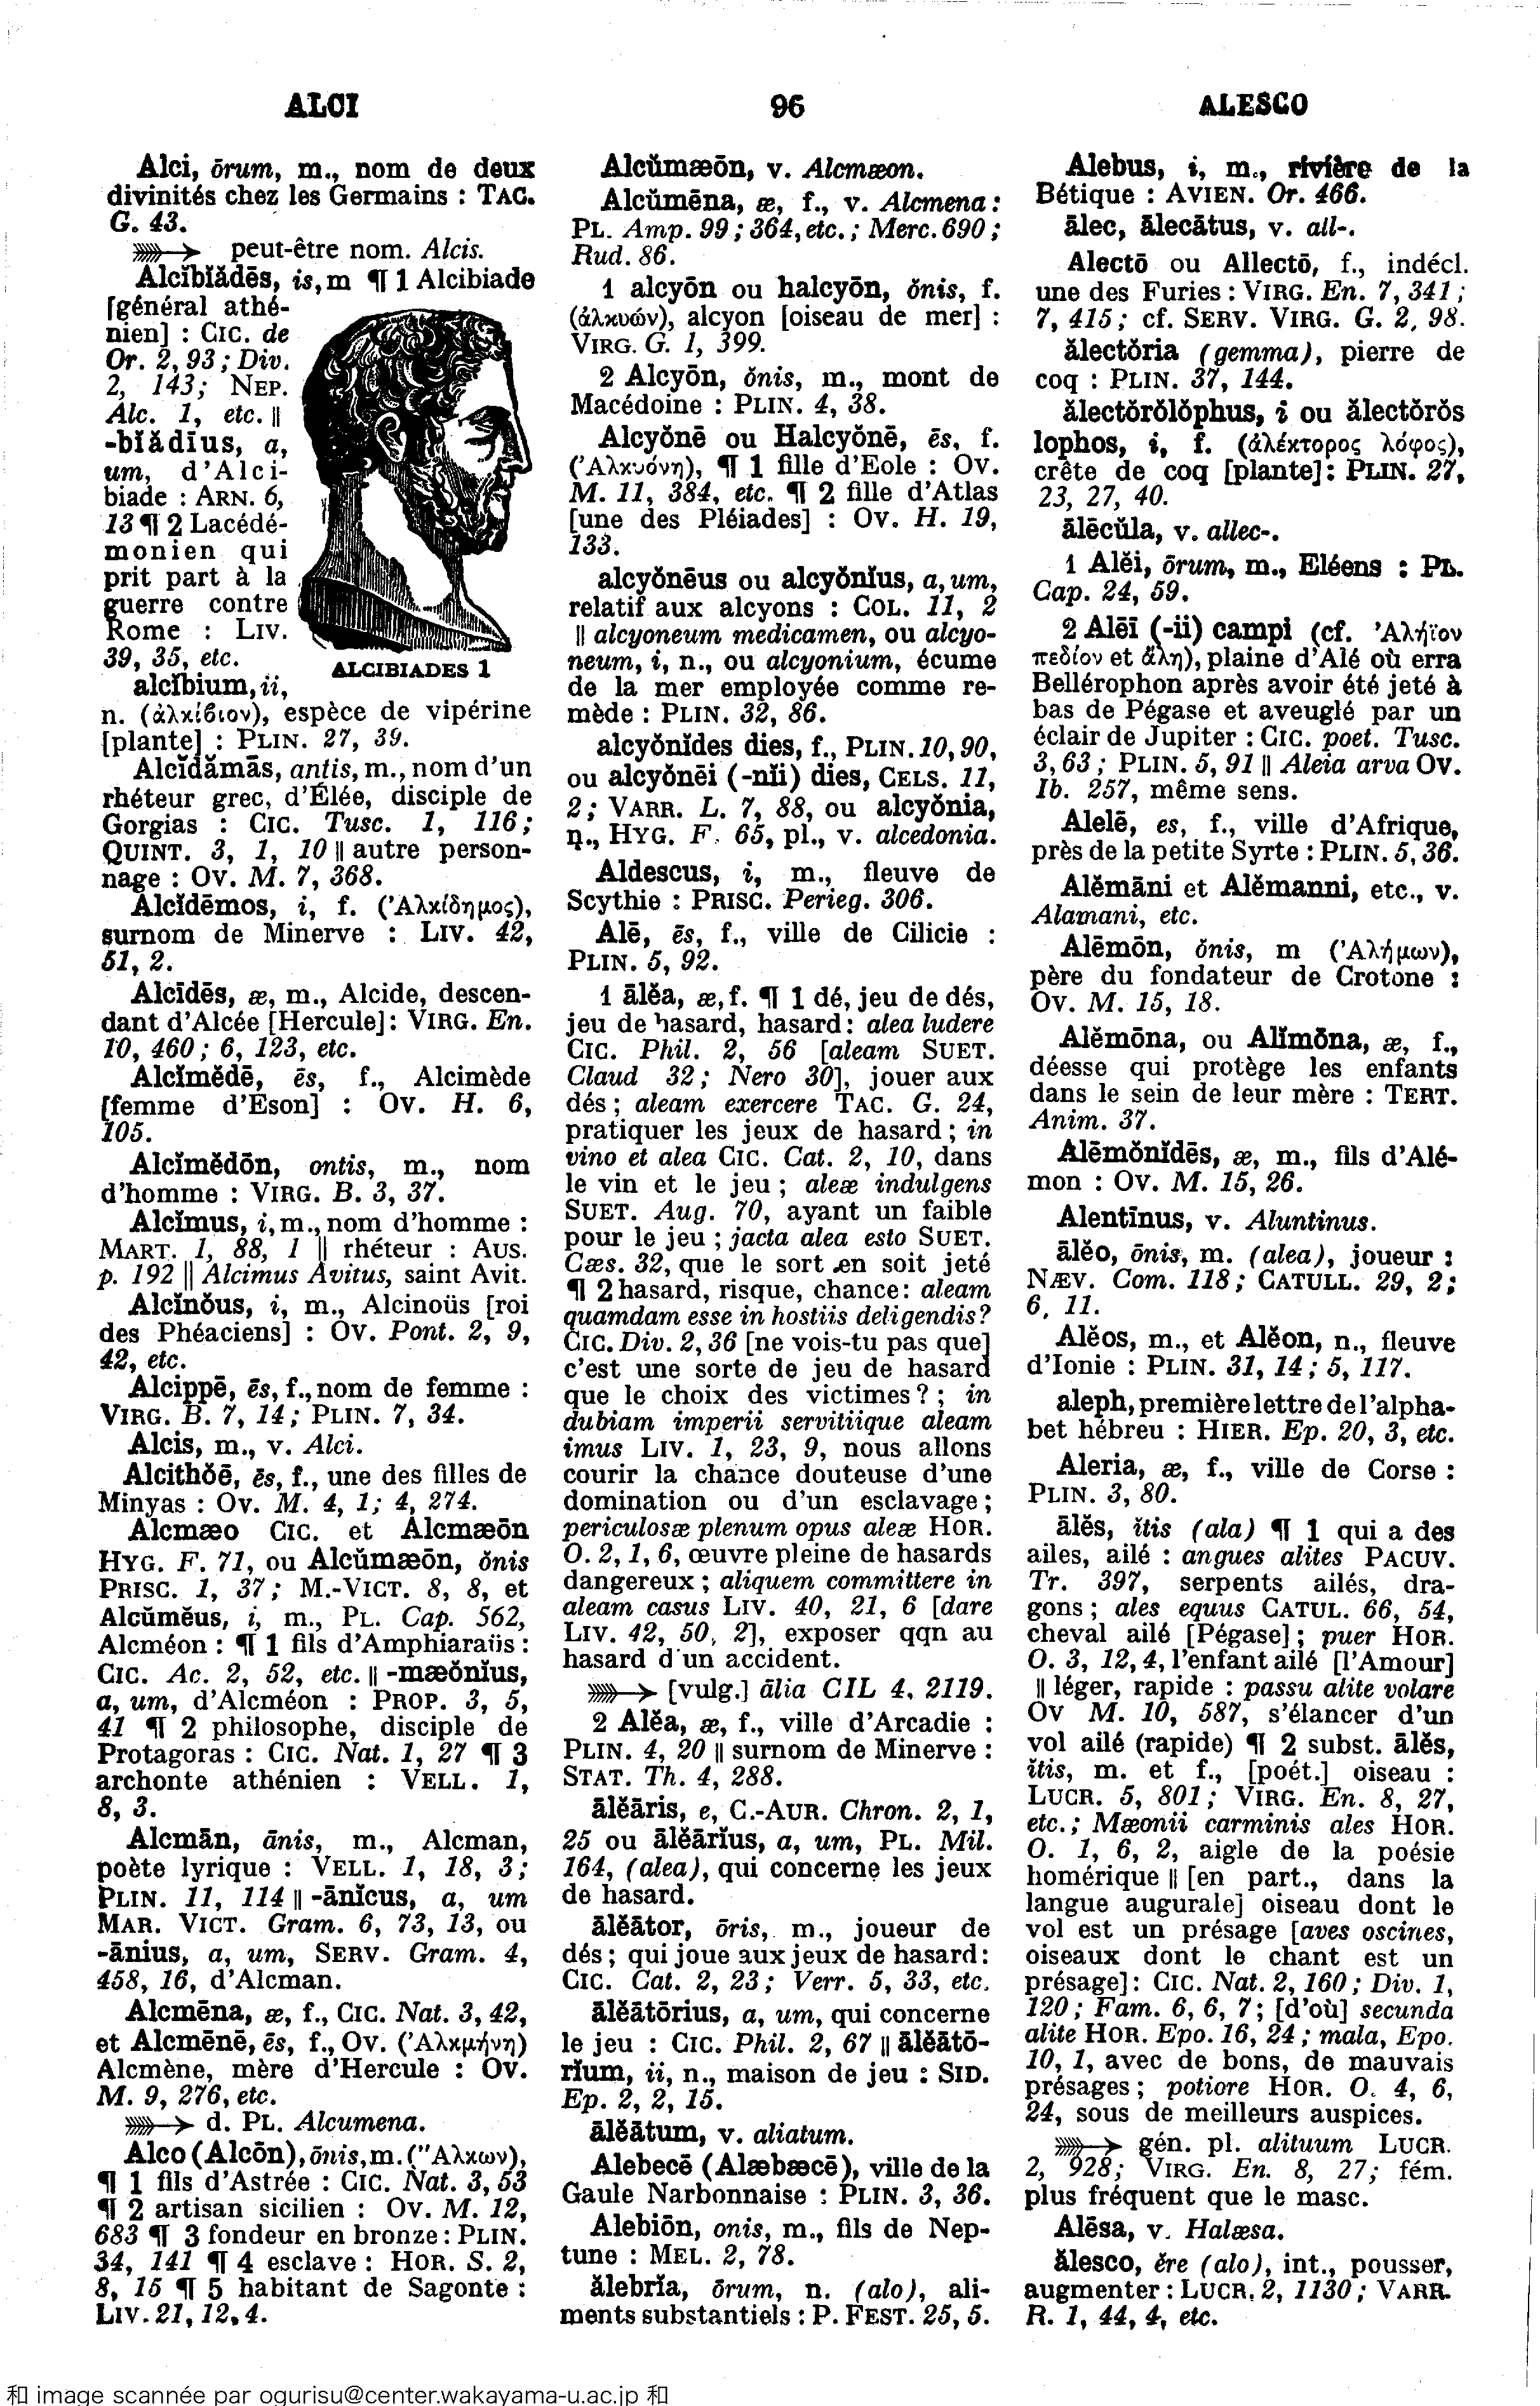 ALCI
96
ALESCO
Alci, ōrum, m., nom de deux
divinités chez les Germains : TAC.
G. 43.
peut-être nom. Alcis.
Alcĭbĭădēs, is, m ¶ 1 Alcibiade
[général athé-
nien] : CIC. de
Or. 2, 93 ; Div.
2, 143; NEP.
Alc. 1, etc. ||
-bĭădīus, a,
um, d'Alci-
biade : ARN. 6,
13 ¶ 2 Lacédé-
monien qui
prit part à la
guerre contre
Rome : LIV.
39, 35, etc.
ALCIBIADES 1
alcĭbium, ii,
n. (ἀλκίβιον), espèce de vipérine
[plante] : PLIN. 27, 39.
Alcĭdămās, antis, m., nom d'un
rhéteur grec, d'Élée, disciple de
Gorgias : CIC. Tusc. 1, 116;
QUINT. 3, 1, 10 || autre person-
nage : OV. M. 7, 368.
Alcĭdēmos, i, f. ('Αλκίδημος),
surnom de Minerve : LIV. 42,
51, 2.
Alcīdēs, æ, m., Alcide, descen-
dant d'Alcée [Hercule] : VIRG. En.
10, 460 ; 6, 123, etc.
Alcĭmĕdē, ēs, f., Alcimède
[femme d'Eson] : OV. H. 6,
105.
Alcĭmĕdōn, ontis, m., nom
d'homme : VIRG. B. 3, 37.
Alcĭmus, i, m., nom d'homme :
MART. 1, 88, 1 || rhéteur : AUS.
p. 192 || Alcimus Avitus, saint Avit.
Alcĭnŏus, i, m., Alcinoüs [roi
des Phéaciens] : OV. Pont. 2, 9,
42, etc.
Alcippē, ēs, f., nom de femme :
VIRG. B. 7, 14 ; PLIN. 7, 34.
Alcis, m., v. Alci.
Alcithŏē, ēs, f., une des filles de
Minyas : OV. M. 4, 1; 4, 274.
Alcmæo CIC. et Alcmæōn
HYG. F. 71, ou Alcŭmæōn, ŏnis
PRISC. 1, 37 ; M.-VICT. 8, 8, et
Alcŭmĕus, i, m., PL. Cap. 562,
Alcméon : ¶ 1 fils d'Amphiaraüs :
CIC. Ac. 2, 52, etc. || -mæŏnĭus,
a, um, d'Alcméon : PROP. 3, 5,
41 ¶ 2 philosophe, disciple de
Protagoras : CIC. Nat. 1, 27 ¶ 3
archonte athénien : VELL. 1,
8, 3.
Alcmān, ānis, m., Alcman,
poète lyrique : VELL. 1, 18, 3;
PLIN. 11, 114 || -ānĭcus, a, um
MAR. VICT. Gram. 6, 73, 13, ou
-ānius, a, um, SERV. Gram. 4,
458, 16, d'Alcman.
Alcmēna, æ, f., CIC. Nat. 3, 42,
et Alcmēnē, ēs, f., OV. ('Αλκμήνη)
Alcmène, mère d'Hercule : OV.
M. 9, 276, etc.
d. PL. Alcumena.
Alco (Alcōn), ōnis, m. (″Αλκων),
¶ 1 fils d'Astrée : CIC. Nat. 3, 53
¶ 2 artisan sicilien : OV. M. 12,
683 ¶ 3 fondeur en bronze : PLIN.
34, 141 ¶ 4 esclave : HOR. S. 2,
8, 15 ¶ 5 habitant de Sagonte :
LIV. 21, 12, 4.
Alcŭmæōn, v. Alcmæon.
Alcŭmēna, æ, f., v. Alcmena :
PL. Amp. 99 ; 364, etc. ; Merc. 690 ;
Rud. 86.
1 alcyōn ou halcyōn, ŏnis, f.
(ἀλκυών), alcyon [oiseau de mer] :
VIRG. G. 1, 399.
2 Alcyōn, ŏnis, m., mont de
Macédoine : PLIN. 4, 38.
Alcyŏnē ou Halcyŏnē, ēs, f.
('Αλκυόνη), ¶ 1 fille d'Eole : OV.
M. 11, 384, etc. ¶ 2 fille d'Atlas
[une des Pléiades] : OV. H. 19,
133.
alcyŏnēus ou alcyŏnĭus, a, um,
relatif aux alcyons : COL. 11, 2
|| alcyoneum medicamen, ou alcyo-
neum, i, n., ou alcyonium, écume
de la mer employée comme re-
mède : PLIN. 32, 86.
alcyŏnĭdes dies, f., PLIN. 10, 90,
ou alcyŏnēi (-nĭi) dies, CELS. 11,
2 ; VARR. L. 7, 88, ou alcyŏnia,
n., HYG. F. 65, pl., v. alcedonia.
Aldescus, i, m., fleuve de
Scythie : PRISC. Perieg. 306.
Alē, ēs, f., ville de Cilicie :
PLIN. 5, 92.
1 ālĕa, æ, f. ¶ 1 dé, jeu de dés,
jeu de hasard, hasard : alea ludere
CIC. Phil. 2, 56 [aleam SUET.
Claud 32 ; Nero 30], jouer aux
dés ; aleam exercere TAC. G. 24,
pratiquer les jeux de hasard ; in
vino et alea CIC. Cat. 2, 10, dans
le vin et le jeu ; aleæ indulgens
SUET. Aug. 70, ayant un faible
pour le jeu ; jacta alea esto SUET.
Cæs. 32, que le sort en soit jeté
¶ 2 hasard, risque, chance : aleam
quamdam esse in hostiis deligendis ?
CIC. Div. 2, 36 [ne vois-tu pas que]
c'est une sorte de jeu de hasard
que le choix des victimes ? ; in
dubiam imperii servitiique aleam
imus LIV. 1, 23, 9, nous allons
courir la chance douteuse d'une
domination ou d'un esclavage ;
periculosæ plenum opus aleæ HOR.
O. 2, 1, 6, œuvre pleine de hasards
dangereux ; aliquem committere in
aleam casus LIV. 40, 21, 6 [dare
LIV. 42, 50, 2], exposer qqn au
hasard d'un accident.
[vulg.] ālia CIL 4, 2119.
2 Alĕa, æ, f., ville d'Arcadie :
PLIN. 4, 20 || surnom de Minerve :
STAT. Th. 4, 288.
ālĕāris, e, C.-AUR. Chron. 2, 1,
25 ou ālĕārĭus, a, um, PL. Mil.
164, (alea), qui concerne les jeux
de hasard.
ālĕātor, ōris, m., joueur de
dés ; qui joue aux jeux de hasard :
CIC. Cat. 2, 23 ; Verr. 5, 33, etc.
ālĕātōrius, a, um, qui concerne
le jeu : CIC. Phil. 2, 67 || ālĕātō-
rĭum, ii, n., maison de jeu : SID.
Ep. 2, 2, 15.
ālĕātum, v. aliatum.
Alebecē (Alæbæcē), ville de la
Gaule Narbonnaise : PLIN. 3, 36.
Alebiōn, onis, m., fils de Nep-
tune : MEL. 2, 78.
ălebrĭa, ōrum, n. (alo), ali-
ments substantiels : P. FEST. 25, 5.
Alebus, i, m., rivière de la
Bétique : AVIEN. Or. 466.
ālec, ālecātus, v. all-.
Alectō ou Allectō, f., indécl.
une des Furies : VIRG. En. 7, 341 ;
7, 415 ; cf. SERV. VIRG. G. 2, 98.
ălectŏria (gemma), pierre de
coq : PLIN. 37, 144.
ălectŏrŏlŏphus, i ou ălectŏrŏs
lophos, i, f. (ἀλέκτορος λόφος),
crête de coq [plante] : PLIN. 27,
23, 27, 40.
ālēcŭla, v. allec-.
1 Alĕi, ōrum, m., Eléens : PL.
Cap. 24, 59.
2 Alēī (-ii) campi (cf. 'Αλήϊον
πεδίον et ἄλη), plaine d'Alé où erra
Bellérophon après avoir été jeté à
bas de Pégase et aveuglé par un
éclair de Jupiter : CIC. poet. Tusc.
3, 63 ; PLIN. 5, 91 || Aleia arva OV.
Ib. 257, même sens.
Alelē, es, f., ville d'Afrique,
près de la petite Syrte : PLIN. 5, 36.
Alĕmāni et Alĕmanni, etc., v.
Alamani, etc.
Alēmōn, ŏnis, m ('Αλήμων),
père du fondateur de Crotone :
OV. M. 15, 18.
Alĕmōna, ou Alĭmōna, æ, f.,
déesse qui protège les enfants
dans le sein de leur mère : TERT.
Anim. 37.
Alēmŏnĭdēs, æ, m., fils d'Alé-
mon : OV. M. 15, 26.
Alentīnus, v. Aluntinus.
ālĕo, ōnis, m. (alea), joueur :
NÆV. Com. 118 ; CATULL. 29, 2 ;
6, 11.
Alĕos, m., et Alĕon, n., fleuve
d'Ionie : PLIN. 31, 14 ; 5, 117.
aleph, première lettre de l'alpha-
bet hébreu : HIER. Ep. 20, 3, etc.
Aleria, æ, f., ville de Corse :
PLIN. 3, 80.
ālĕs, ĭtis (ala) ¶ 1 qui a des
ailes, ailé : angues alites PACUV.
Tr. 397, serpents ailés, dra-
gons ; ales equus CATUL. 66, 54,
cheval ailé [Pégase] ; puer HOR.
O. 3, 12, 4, l'enfant ailé [l'Amour]
|| léger, rapide : passu alite volare
OV M. 10, 587, s'élancer d'un
vol ailé (rapide) ¶ 2 subst. ālĕs,
ĭtis, m. et f., [poét.] oiseau :
LUCR. 5, 801 ; VIRG. En. 8, 27,
etc. ; Mæonii carminis ales HOR.
O. 1, 6, 2, aigle de la poésie
homérique || [en part., dans la
langue augurale] oiseau dont le
vol est un présage [aves oscines,
oiseaux dont le chant est un
présage] : CIC. Nat. 2, 160 ; Div. 1,
120 ; Fam. 6, 6, 7 ; [d'où] secunda
alite HOR. Epo. 16, 24 ; mala, Epo.
10, 1, avec de bons, de mauvais
présages ; potiore HOR. O. 4, 6,
24, sous de meilleurs auspices.
gén. pl. alituum LUCR.
2, 928; VIRG. En. 8, 27; fém.
plus fréquent que le masc.
Alēsa, v. Halæsa.
ălesco, ĕre (alo), int., pousser,
augmenter : LUCR. 2, 1130 ; VARR.
R. 1, 44, 4, etc.
和 image scannée par ogurisu@center.wakayama-u.ac.jp 和